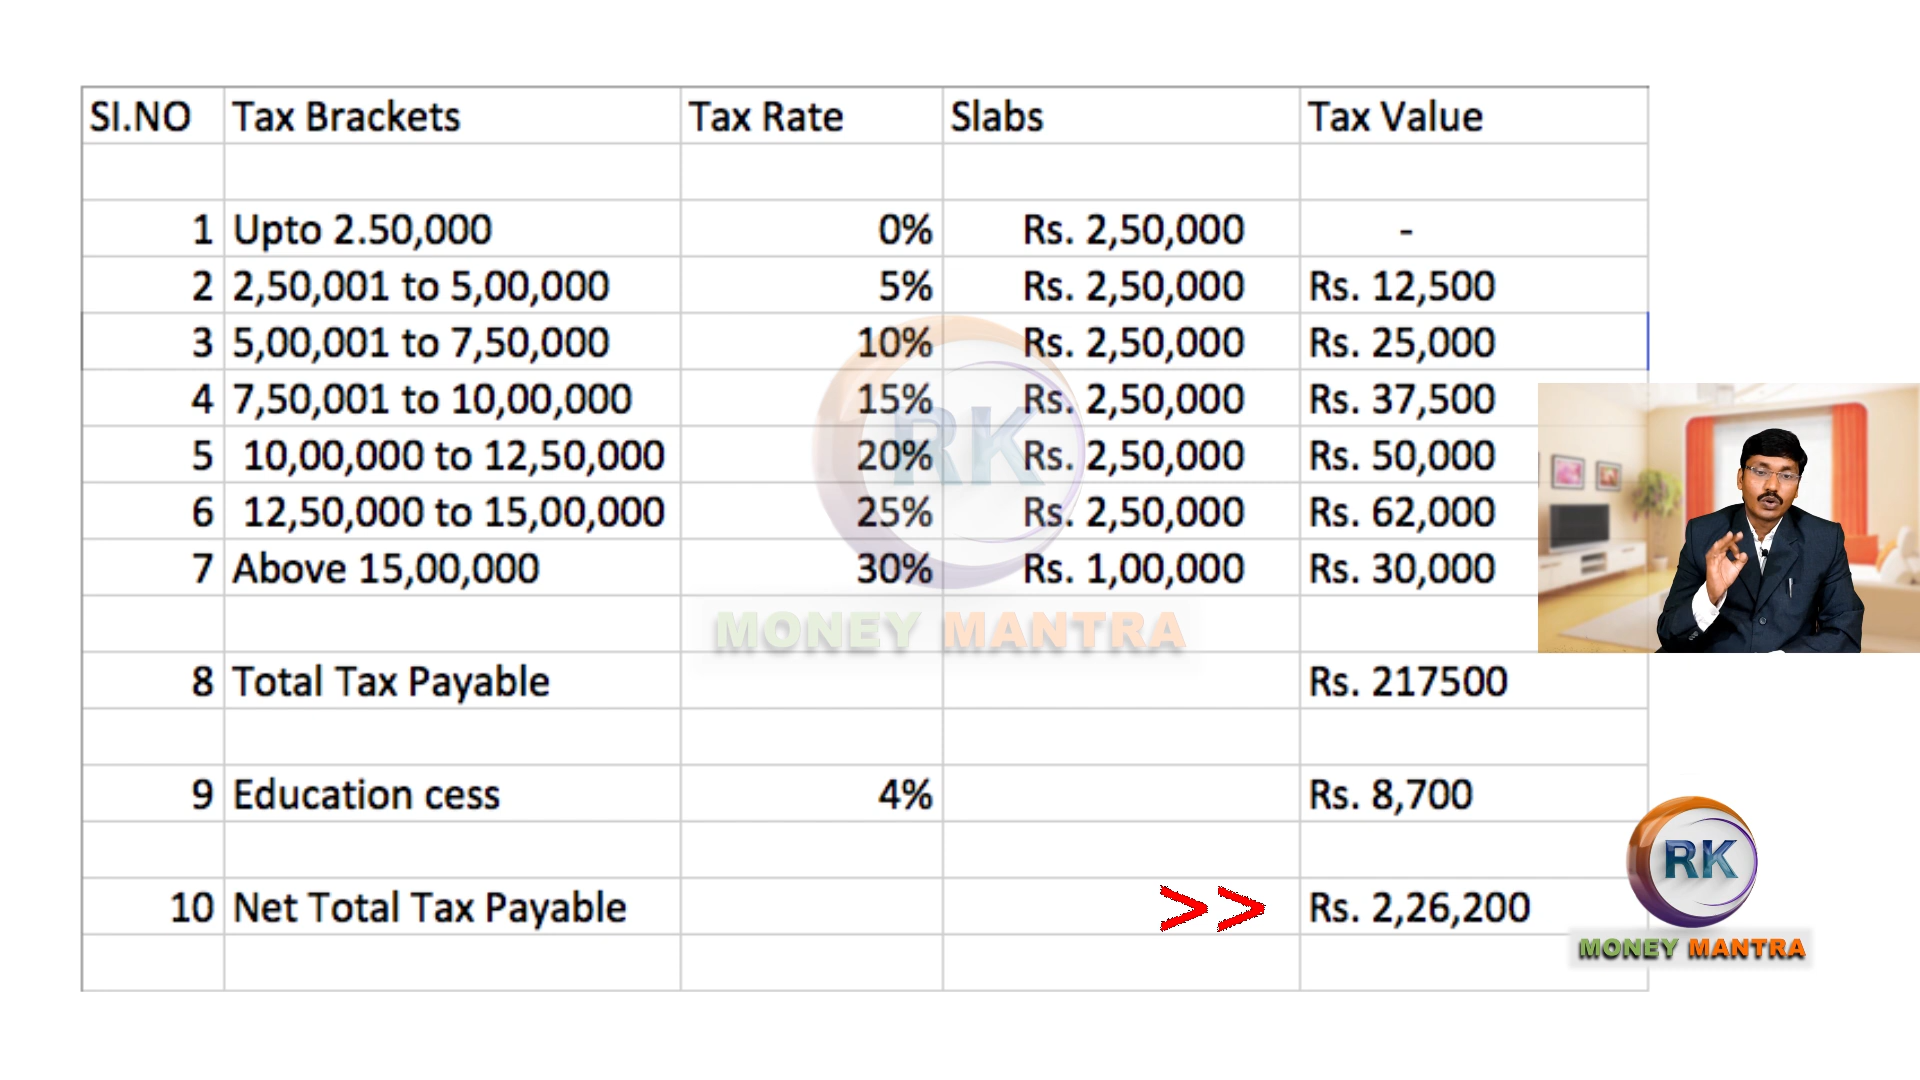 SI.NO Tax Brackets Tax Rate Slabs Tax Value
1 Upto 2.50,000 0% Rs. 2,50,000 -
2 2,50,001 to 5,00,000 5% Rs. 2,50,000 Rs. 12,500
3 5,00,001 to 7,50,000 10% Rs. 2,50,000 Rs. 25,000
4 7,50,001 to 10,00,000 15% Rs. 2,50,000 Rs. 37,500
5 10,00,000 to 12,50,000 20% Rs. 2,50,000 Rs. 50,000
6 12,50,000 to 15,00,000 25% Rs. 2,50,000 Rs. 62,000
7 Above 15,00,000 30% Rs. 1,00,000 Rs. 30,000
RK
MONEY MANTRA
8 Total Tax Payable Rs. 217500
9 Education cess 4% Rs. 8,700
10 Net Total Tax Payable >> Rs. 2,26,200
RK
MONEY MANTRA